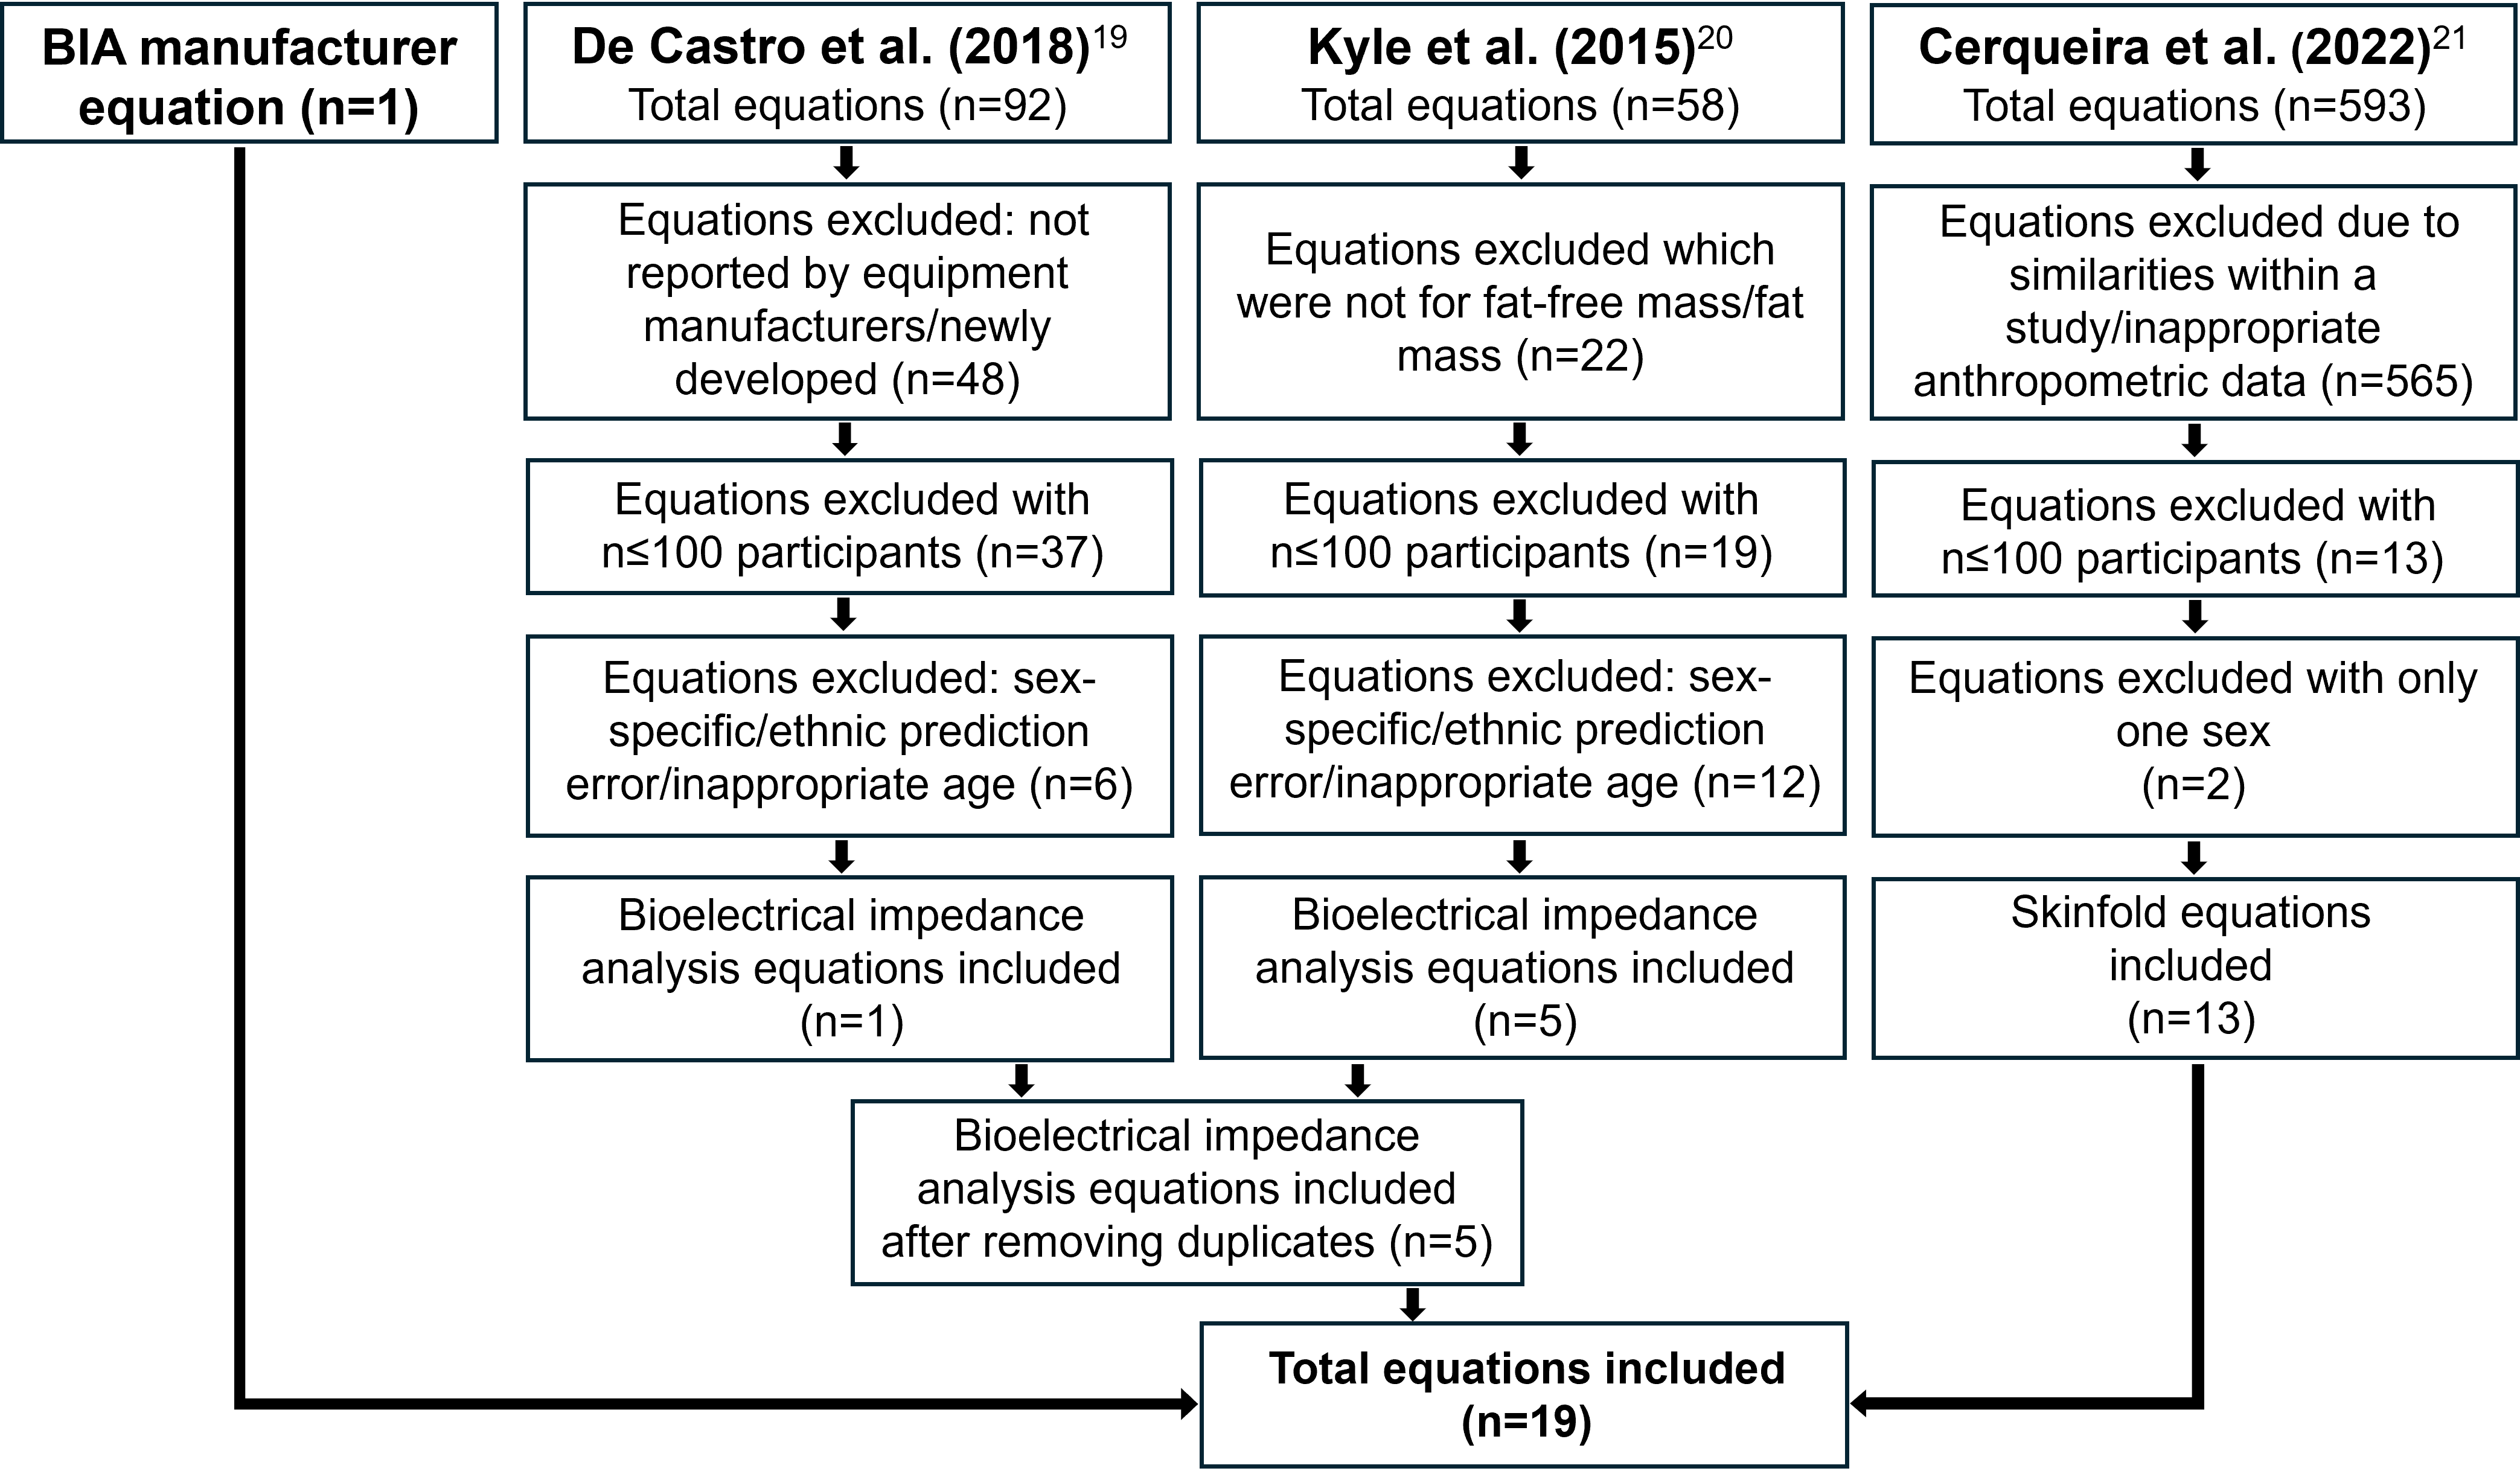 BIA manufacturer
equation (n=1)
De Castro et al. (2018)19
Total equations (n=92)
Kyle et al. (2015)20
Total equations (n=58)
Cerqueira et al. (2022)21
Total equations (n=593)
Equations excluded: not
reported by equipment
manufacturers/newly
developed (n=48)
Equations excluded which
were not for fat-free mass/fat
mass (n=22)
Equations excluded due to
similarities within a
study/inappropriate
anthropometric data (n=565)
Equations excluded with
n≤100 participants (n=37)
Equations excluded with
n≤100 participants (n=19)
Equations excluded with
n≤100 participants (n=13)
Equations excluded: sex-
specific/ethnic prediction
error/inappropriate age (n=6)
Equations excluded: sex-
specific/ethnic prediction
error/inappropriate age (n=12)
Equations excluded with only
one sex
(n=2)
Bioelectrical impedance
analysis equations included
(n=1)
Bioelectrical impedance
analysis equations included
(n=5)
Skinfold equations
included
(n=13)
Bioelectrical impedance
analysis equations included
after removing duplicates (n=5)
Total equations included
(n=19)